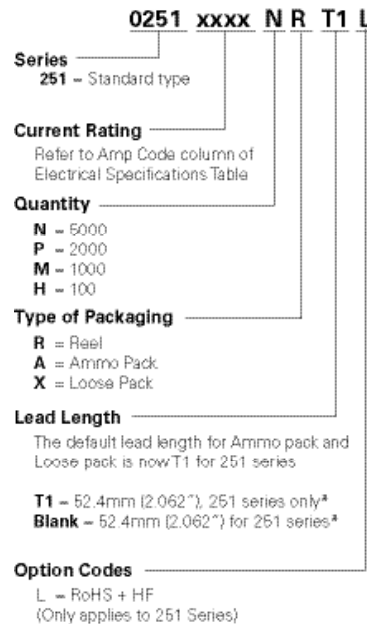 0251 xxxx N R T1 L
Series
251 – Standard type
Current Rating
Refer to Amp Code column of
Electrical Specifications Table
Quantity
N – 5000
P – 2000
M – 1000
H – 100
Type of Packaging
R = Reel
A = Ammo Pack
X = Loose Pack
Lead Length
The default lead length for Ammo pack and
Loose pack is now T1 for 251 series
T1 – 52.4mm (2.062˝), 251 series only ª
Blank – 52.4mm (2.062˝) for 251 series ª
Option Codes
L – RoHS + HF
(Only applies to 251 Series)